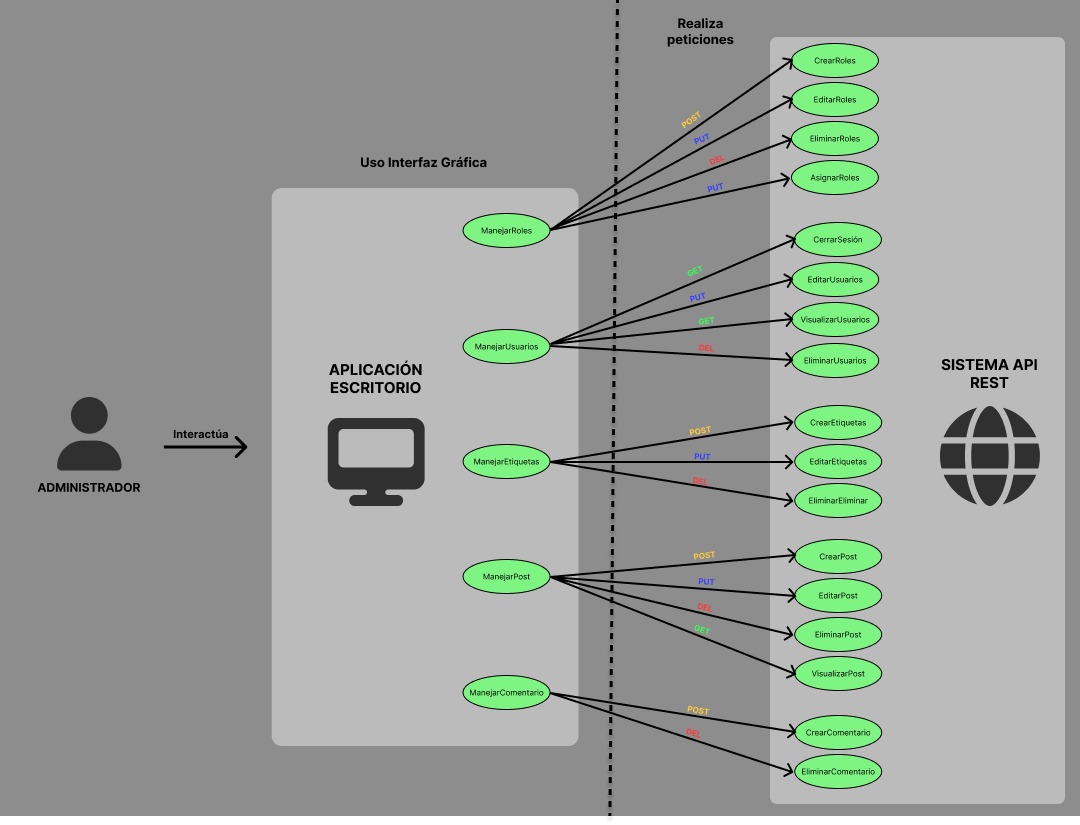 Realiza
peticiones
Uso Interfaz Gráfica
ADMINISTRADOR
Interactúa
APLICACIÓN
ESCRITORIO
ManejarRoles
ManejarUsuarios
ManejarEtiquetas
ManejarPost
ManejarComentario
POST
PUT
DEL
PUT
GET
PUT
GET
DEL
POST
PUT
DEL
POST
PUT
DEL
GET
POST
DEL
CrearRoles
EditarRoles
EliminarRoles
AsignarRoles
CerrarSesión
EditarUsuarios
VisualizarUsuarios
EliminarUsuarios
CrearEtiquetas
EditarEtiquetas
EliminarEliminar
CrearPost
EditarPost
EliminarPost
VisualizarPost
CrearComentario
EliminarComentario
SISTEMA API
REST